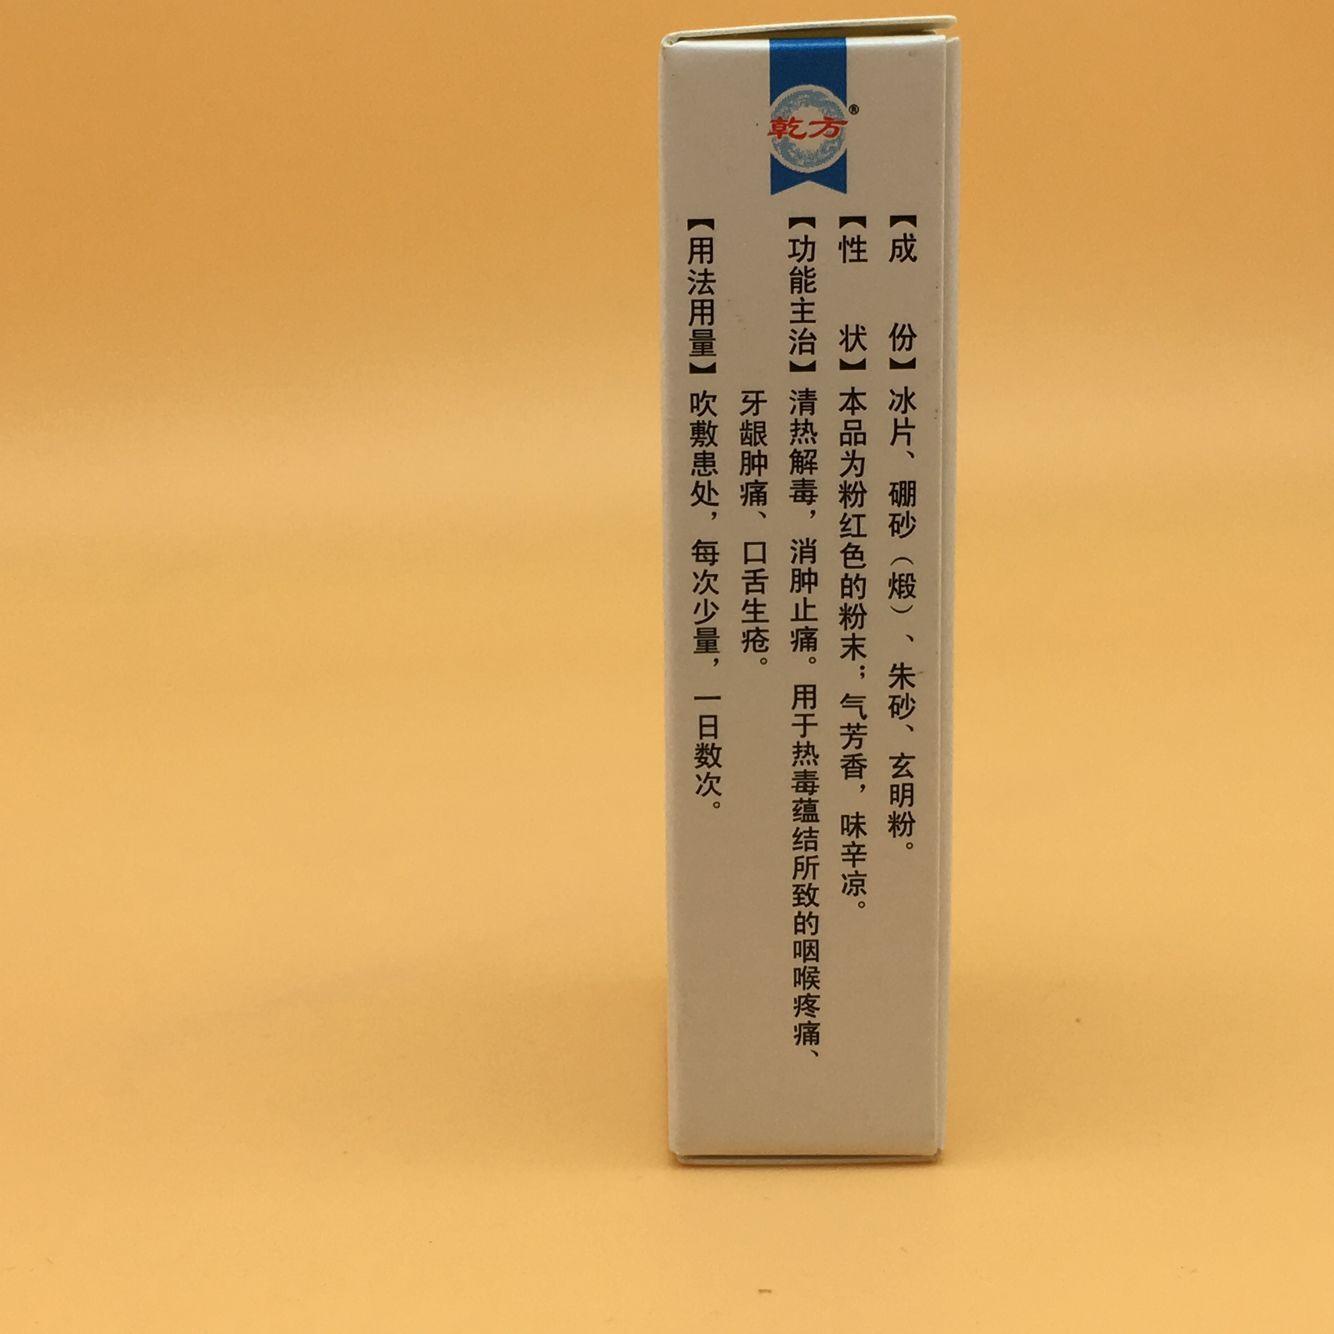 乾方®
【成份】冰片、硼砂（煅）、朱砂、玄明粉。
【性状】本品为粉红色的粉末；气芳香，味辛凉。
【功能主治】清热解毒，消肿止痛。用于热毒蕴结所致的咽喉疼痛、
牙龈肿痛、口舌生疮。
【用法用量】吹敷患处，每次少量，一日数次。